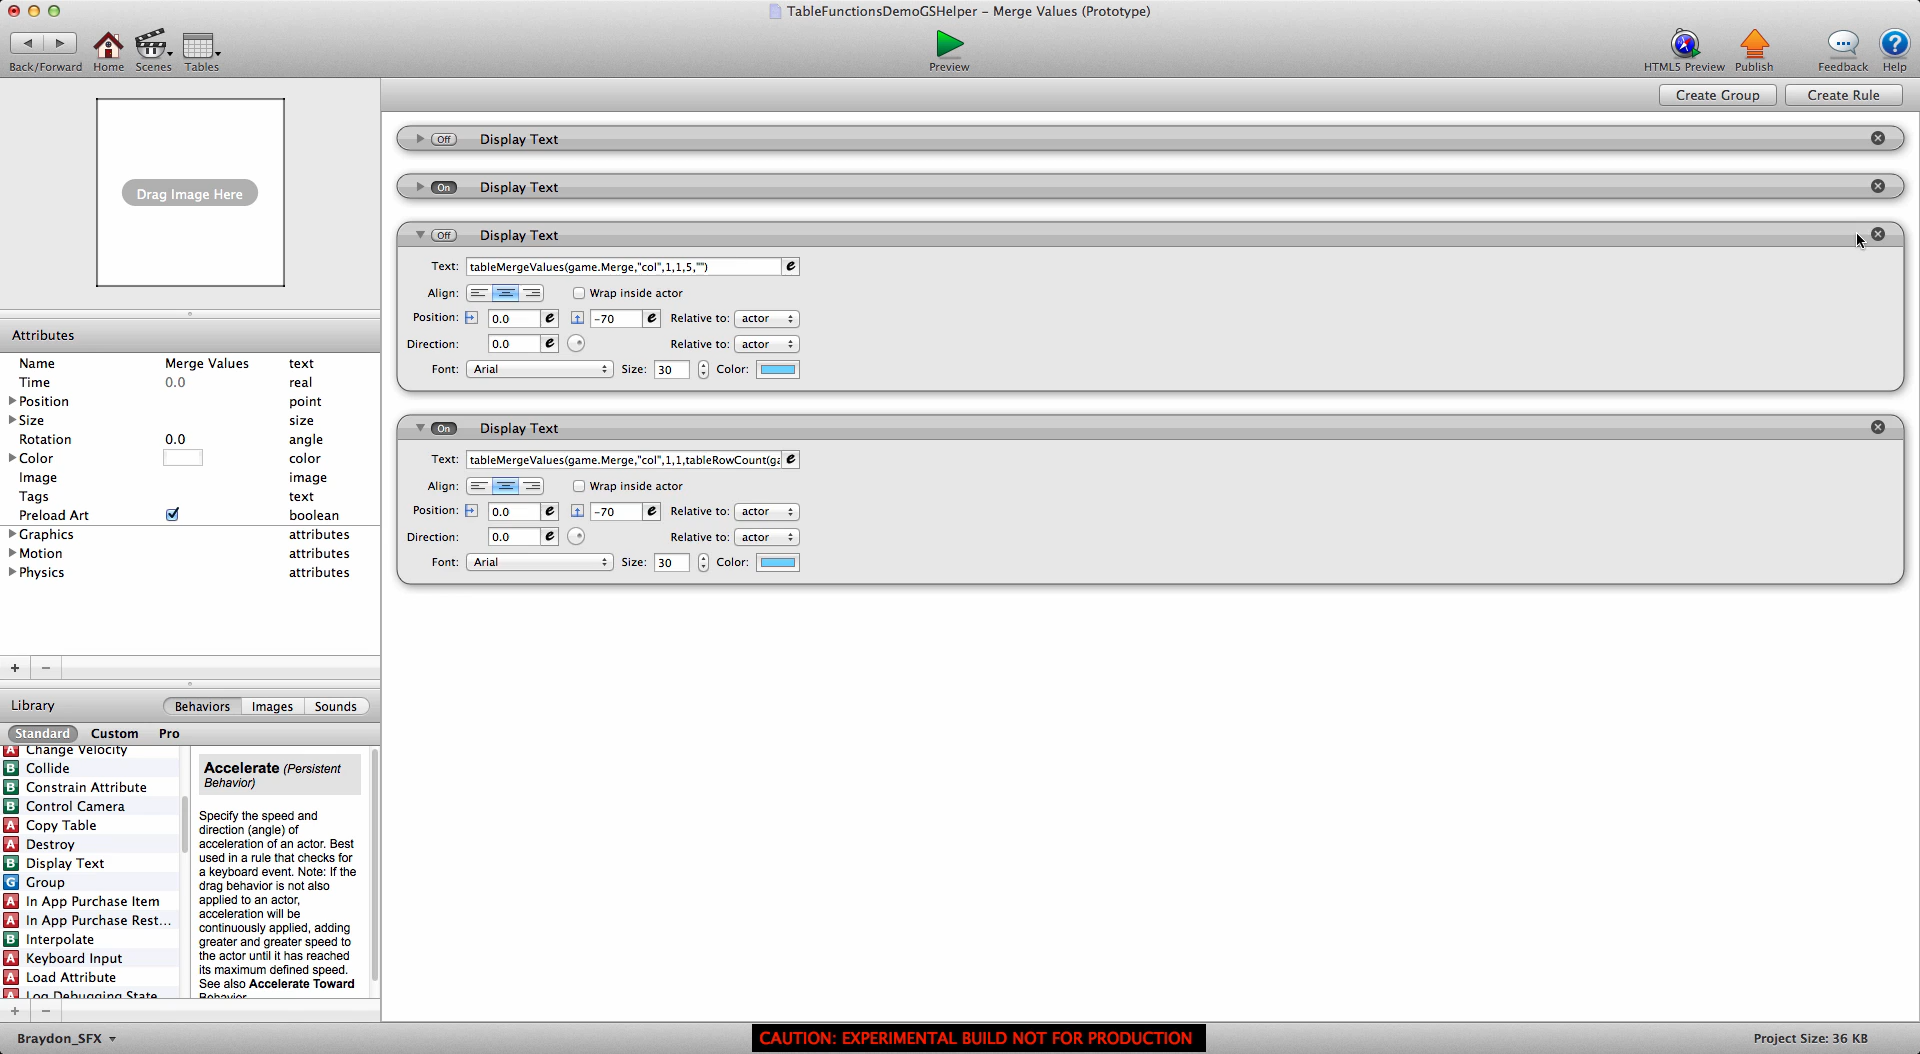 TableFunctionsDemoGSHelper – Merge Values (Prototype)
Back/Forward
Home
Scenes
Tables
Preview
HTML5 Preview
Publish
Feedback
Help
Create Group
Create Rule
Drag Image Here
Attributes
Name Merge Values text
Time 0.0 real
Position point
Size size
Rotation 0.0 angle
Color color
Image image
Tags text
Preload Art boolean
Graphics attributes
Motion attributes
Physics attributes
+ −
Library Behaviors Images Sounds
Standard Custom Pro
A Change Velocity
B Collide
B Constrain Attribute
B Control Camera
A Copy Table
A Destroy
B Display Text
G Group
A In App Purchase Item
A In App Purchase Rest...
B Interpolate
A Keyboard Input
A Load Attribute
A Log Debugging State
Accelerate (Persistent
Behavior)
Specify the speed and
direction (angle) of
acceleration of an actor. Best
used in a rule that checks for
a keyboard event. Note: If the
drag behavior is not also
applied to an actor,
acceleration will be
continuously applied, adding
greater and greater speed to
the actor until it has reached
its maximum defined speed.
See also Accelerate Toward
Behavior
+ −
Off Display Text
On Display Text
Off Display Text
Text: tableMergeValues(game.Merge,"col",1,1,5,"") e
Align: Wrap inside actor
Position: 0.0 e −70 e Relative to: actor
Direction: 0.0 e Relative to: actor
Font: Arial Size: 30 Color:
On Display Text
Text: tableMergeValues(game.Merge,"col",1,1,tableRowCount(ga e
Align: Wrap inside actor
Position: 0.0 e −70 e Relative to: actor
Direction: 0.0 e Relative to: actor
Font: Arial Size: 30 Color:
Braydon_SFX
CAUTION: EXPERIMENTAL BUILD NOT FOR PRODUCTION
Project Size: 36 KB